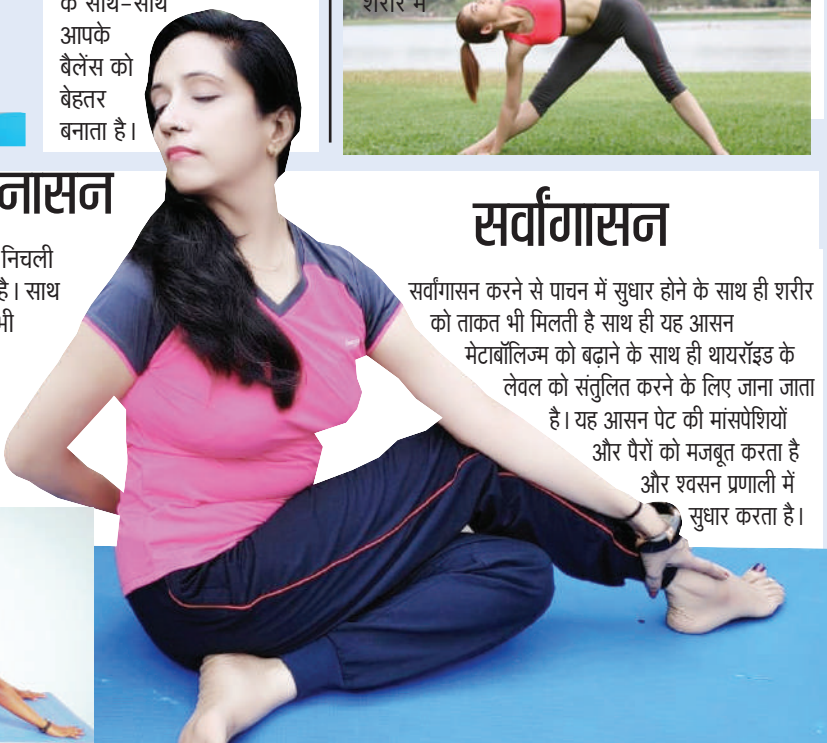 के साथ-साथ
आपके
बैलेंस को
बेहतर
बनाता है।
शरीर में
नासन
निचली
है। साथ
भी
सर्वांगासन
सर्वांगासन करने से पाचन में सुधार होने के साथ ही शरीर
को ताकत भी मिलती है साथ ही यह आसन
मेटाबॉलिज्म को बढ़ाने के साथ ही थायरॉइड के
लेवल को संतुलित करने के लिए जाना जाता
है। यह आसन पेट की मांसपेशियों
और पैरों को मजबूत करता है
और श्वसन प्रणाली में
सुधार करता है।